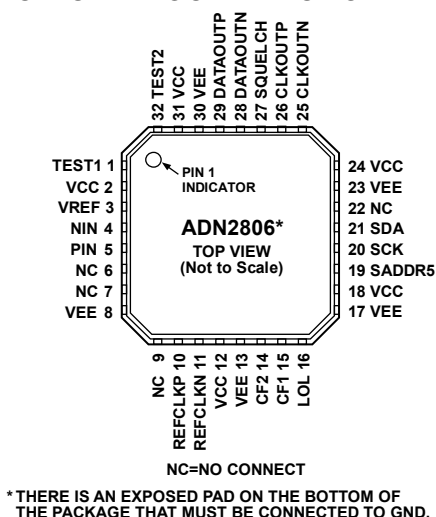 32 TEST2
31 VCC
30 VEE
29 DATAOUTP
28 DATAOUTN
27 SQUELCH
26 CLKOUTP
25 CLKOUTN
TEST1 1
VCC 2
VREF 3
NIN 4
PIN 5
NC 6
NC 7
VEE 8
PIN 1
INDICATOR
ADN2806*
TOP VIEW
(Not to Scale)
24 VCC
23 VEE
22 NC
21 SDA
20 SCK
19 SADDR5
18 VCC
17 VEE
NC 9
REFCLKP 10
REFCLKN 11
VCC 12
VEE 13
CF2 14
CF1 15
LOL 16
NC=NO CONNECT
* THERE IS AN EXPOSED PAD ON THE BOTTOM OF
THE PACKAGE THAT MUST BE CONNECTED TO GND.